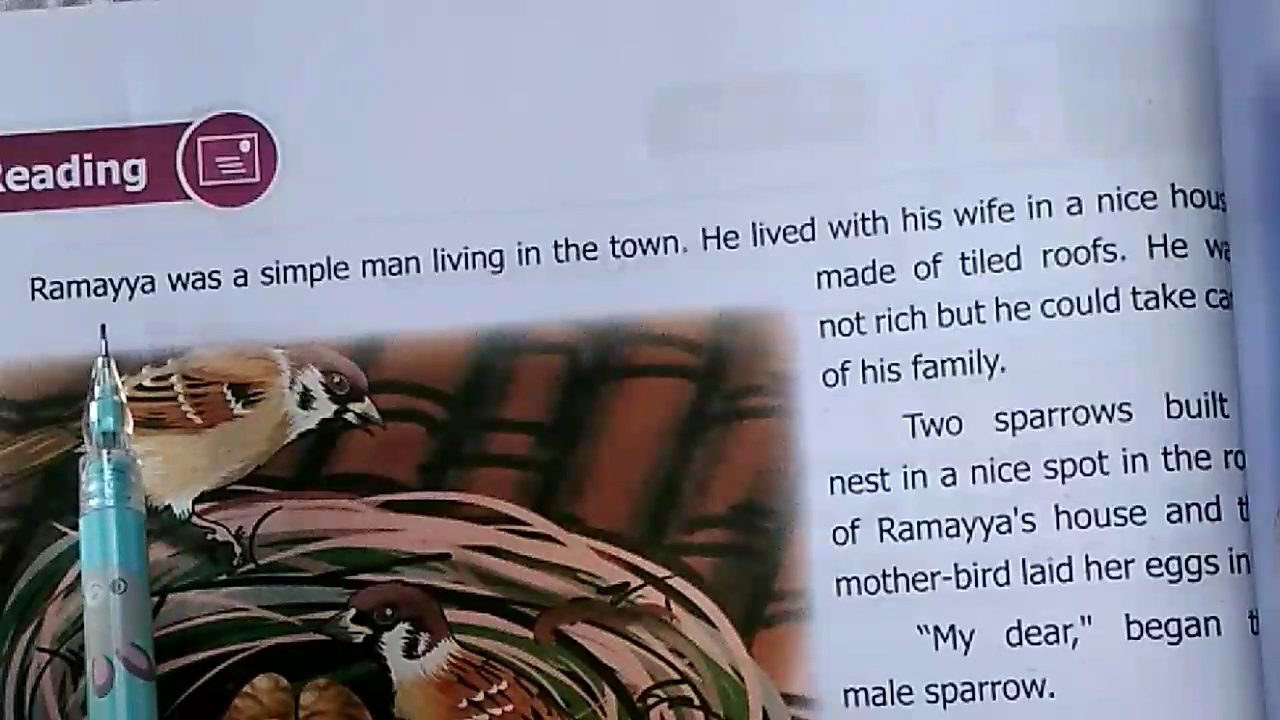 Reading
Ramayya was a simple man living in the town. He lived with his wife in a nice
made of tiled roofs. He
not rich but he could take
of his family.
Two sparrows built
nest in a nice spot in the
of Ramayya's house and
mother-bird laid her eggs in
"My dear," began
male sparrow.